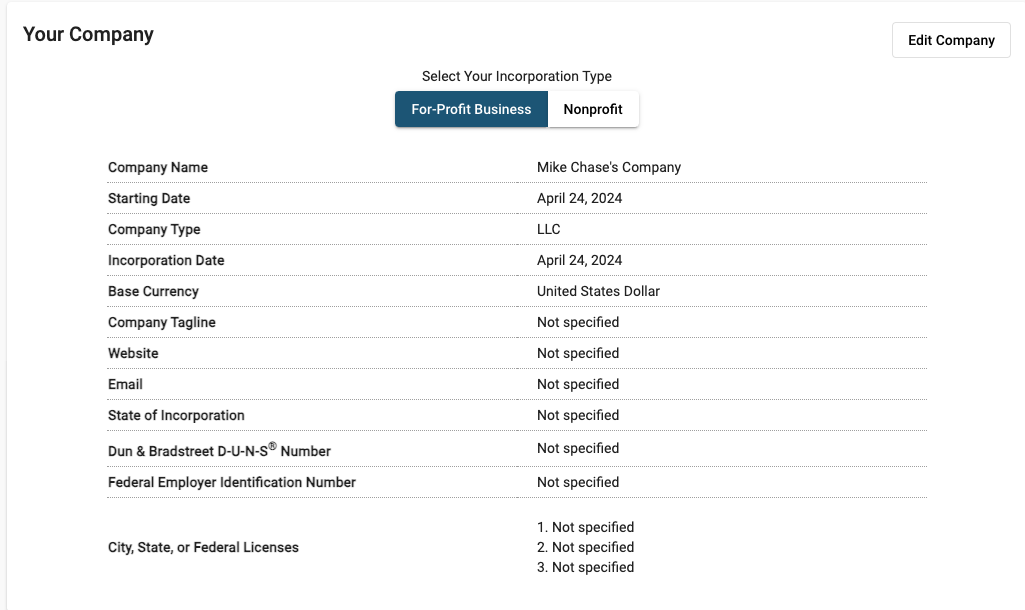 Your Company
Edit Company
Select Your Incorporation Type
For-Profit Business Nonprofit
Company Name Mike Chase's Company
Starting Date April 24, 2024
Company Type LLC
Incorporation Date April 24, 2024
Base Currency United States Dollar
Company Tagline Not specified
Website Not specified
Email Not specified
State of Incorporation Not specified
Dun & Bradstreet D-U-N-S® Number Not specified
Federal Employer Identification Number Not specified
City, State, or Federal Licenses
1. Not specified
2. Not specified
3. Not specified